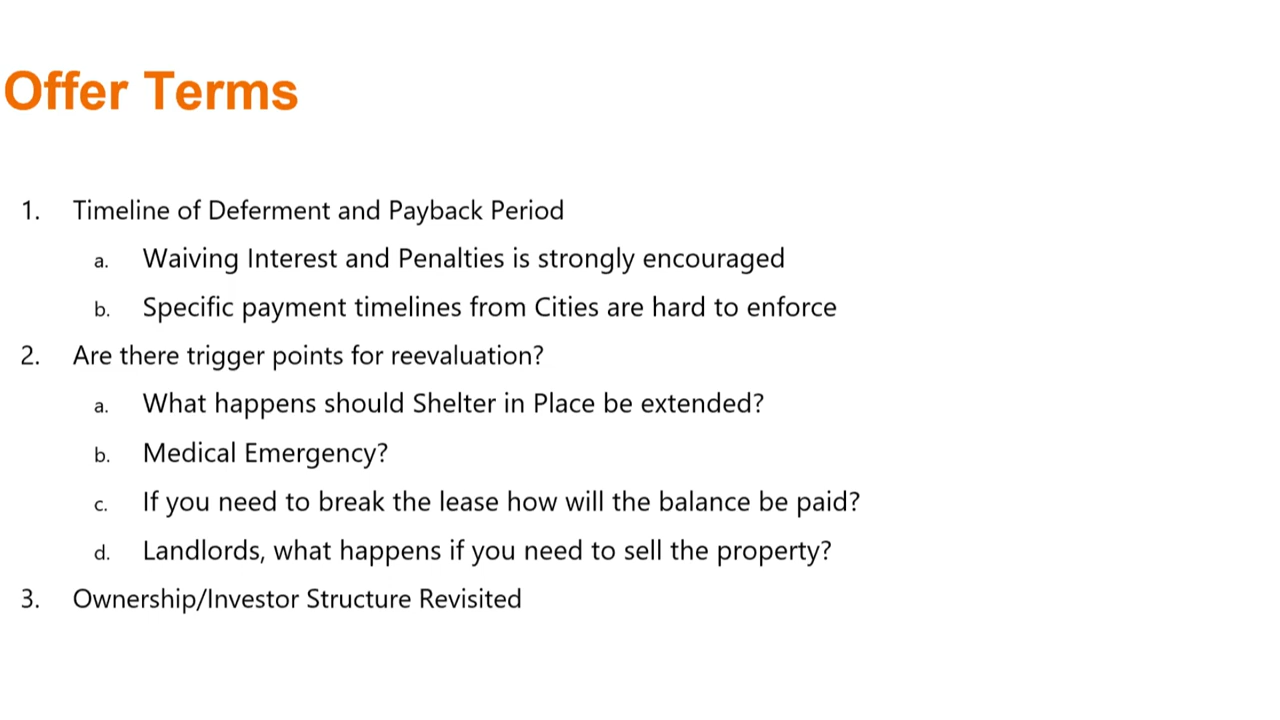 Offer Terms
1. Timeline of Deferment and Payback Period
a. Waiving Interest and Penalties is strongly encouraged
b. Specific payment timelines from Cities are hard to enforce
2. Are there trigger points for reevaluation?
a. What happens should Shelter in Place be extended?
b. Medical Emergency?
c. If you need to break the lease how will the balance be paid?
d. Landlords, what happens if you need to sell the property?
3. Ownership/Investor Structure Revisited